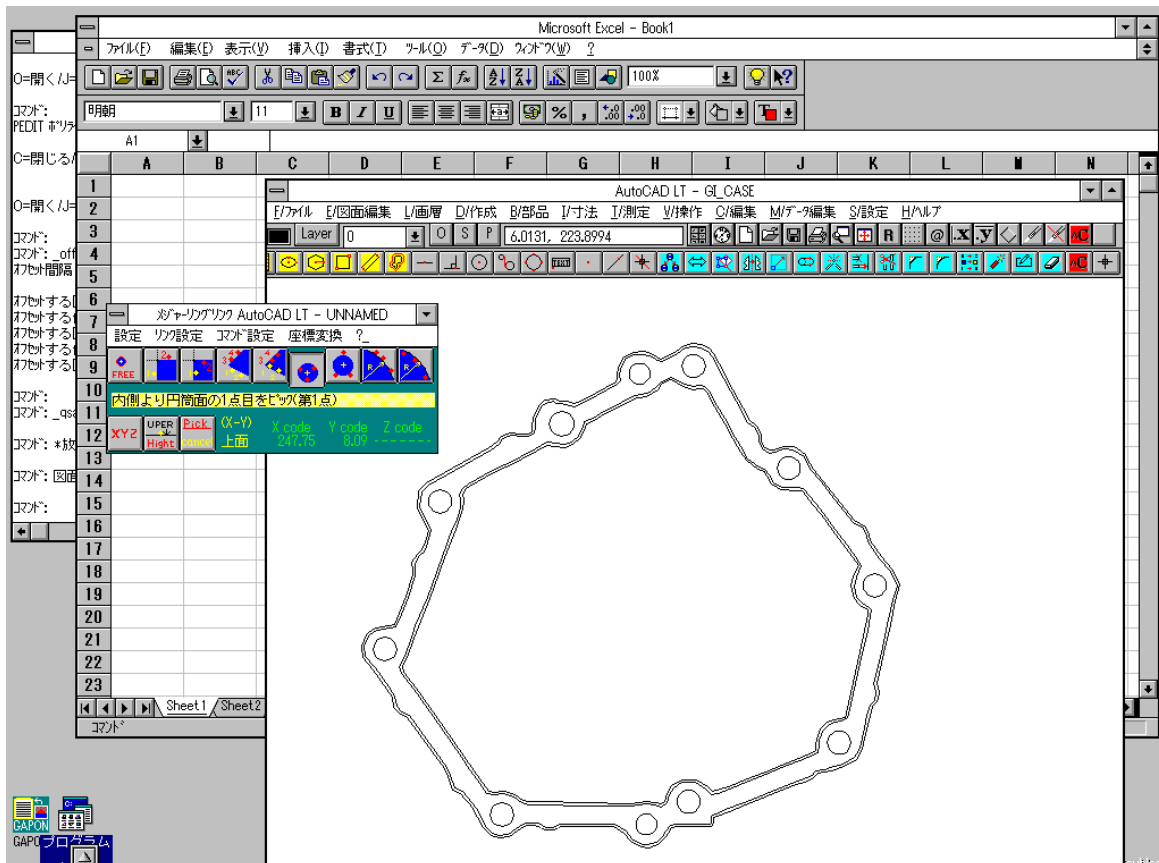 Microsoft Excel - Book1
ファイル(F) 編集(E) 表示(V) 挿入(I) 書式(T) ツール(O) データ(D) ウィンドウ(W) ?
100%
明朝 11 B I U %
A1
A B C D E F G H I J K L M N
1
2
3
4
5
6
7
8
9
10
11
12
13
14
15
16
17
18
19
20
21
22
23
Sheet1 Sheet2
コマンド
O=開く/J=
コマンド:
PEDIT ポリラ
C=閉じる/
O=開く/J=
コマンド:
コマンド: _off
オフセット間隔
オフセットする
オフセットする
オフセットする
オフセットする
オフセットする
コマンド:
コマンド: _qsa
コマンド: *放
コマンド: 図面
コマンド:
AutoCAD LT - GI_CASE
F/ファイル E/図面編集 L/画層 D/作成 B/部品 I/寸法 T/測定 V/操作 C/編集 M/データ編集 S/設定 H/ヘルプ
Layer 0 O S P 6.0131, 223.8994 R @ .X .y ^C
TEXT ^C
メジャーリングリンク AutoCAD LT - UNNAMED
設定 リンク設定 コマンド設定 座標変換 ?
FREE
内側より円筒面の1点目をピック(第1点)
XYZ UPER Hight Pick cancel (X-Y) 上面
X code Y code Z code
247.75 8.09 -------
GAPON
GAPO
プログラム